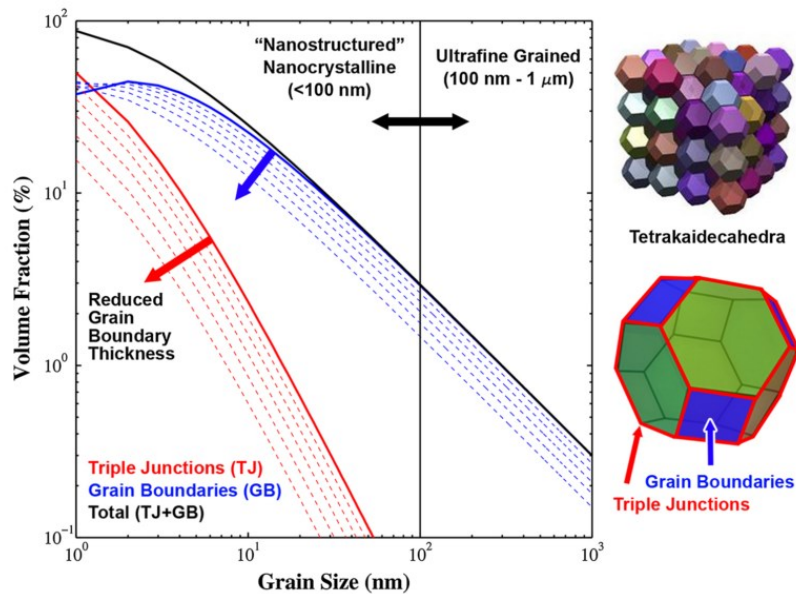 10²
10¹
10⁰
10⁻¹
Volume Fraction (%)
“Nanostructured”
Nanocrystalline
(<100 nm)
Ultrafine Grained
(100 nm - 1 μm)
Reduced
Grain
Boundary
Thickness
Triple Junctions (TJ)
Grain Boundaries (GB)
Total (TJ+GB)
10⁰
10¹
10²
10³
Grain Size (nm)
Tetrakaidecahedra
Grain Boundaries
Triple Junctions